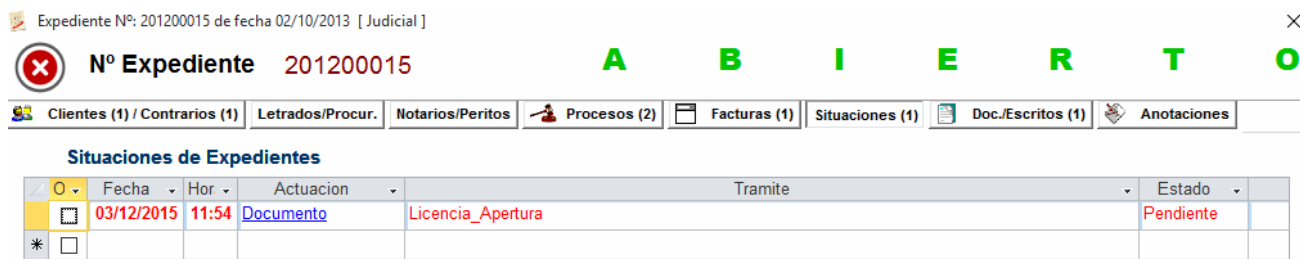 Expediente Nº: 201200015 de fecha 02/10/2013 [ Judicial ]
Nº Expediente 201200015 A B I E R T O
Clientes (1) / Contrarios (1) Letrados/Procur. Notarios/Peritos Procesos (2) Facturas (1) Situaciones (1) Doc./Escritos (1) Anotaciones
Situaciones de Expedientes
O Fecha Hor Actuacion Tramite Estado
03/12/2015 11:54 Documento Licencia_Apertura Pendiente